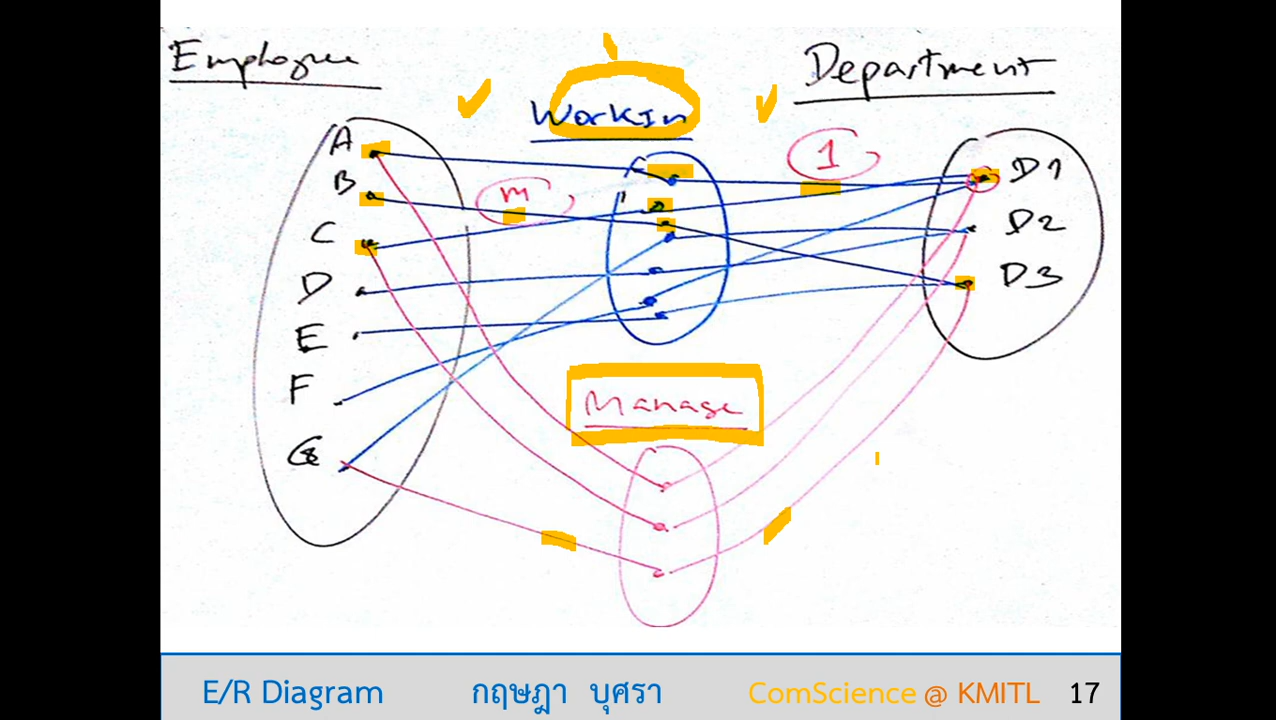 Employee
Department
WorkIn
A
B
C
D
E
F
G
m
1
D1
D2
D3
Manage
E/R Diagram กฤษฎา บุศรา ComScience @ KMITL 17